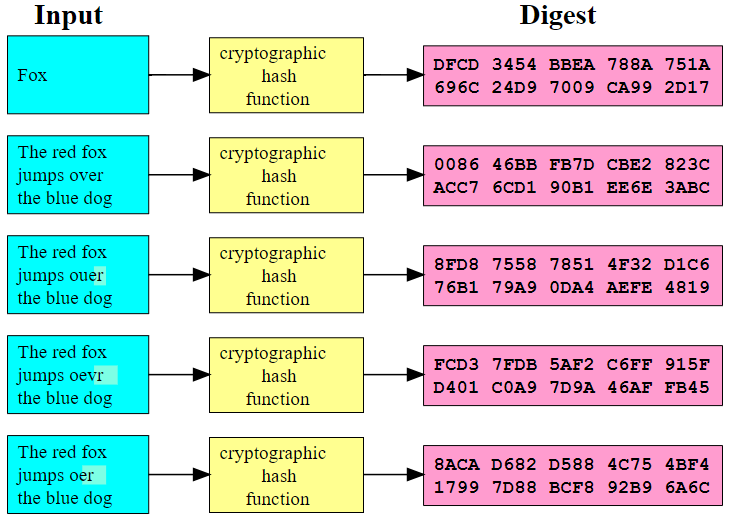 Input
Digest
Fox
cryptographic
hash
function
DFCD 3454 BBEA 788A 751A
696C 24D9 7009 CA99 2D17
The red fox
jumps over
the blue dog
cryptographic
hash
function
0086 46BB FB7D CBE2 823C
ACC7 6CD1 90B1 EE6E 3ABC
The red fox
jumps ouer
the blue dog
cryptographic
hash
function
8FD8 7558 7851 4F32 D1C6
76B1 79A9 0DA4 AEFE 4819
The red fox
jumps oevr
the blue dog
cryptographic
hash
function
FCD3 7FDB 5AF2 C6FF 915F
D401 C0A9 7D9A 46AF FB45
The red fox
jumps oer
the blue dog
cryptographic
hash
function
8ACA D682 D588 4C75 4BF4
1799 7D88 BCF8 92B9 6A6C